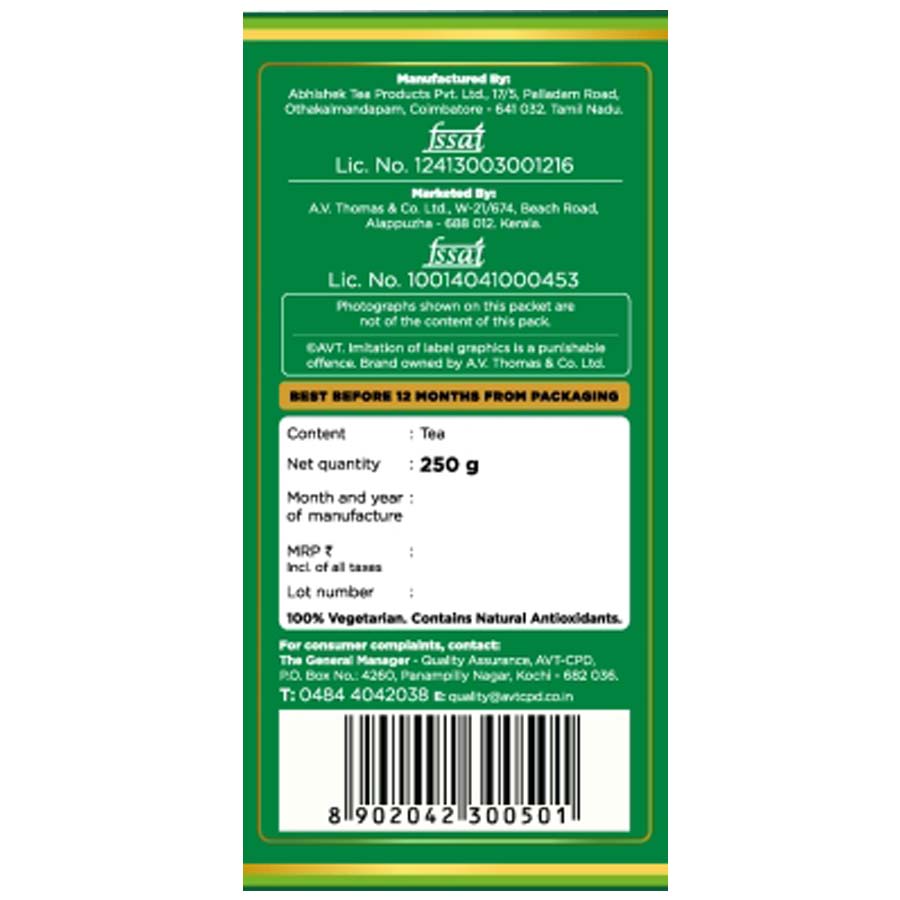 Manufactured By:
Abhishek Tea Products Pvt. Ltd., 17/5, Palladam Road,
Othakalmandapam, Coimbatore - 641 032. Tamil Nadu.
fssai
Lic. No. 12413003001216
Marketed By:
A.V. Thomas & Co. Ltd., W-21/674, Beach Road,
Alappuzha - 688 012. Kerala.
fssai
Lic. No. 10014041000453
Photographs shown on this packet are
not of the content of this pack.
©AVT. Imitation of label graphics is a punishable
offence. Brand owned by A.V. Thomas & Co. Ltd.
BEST BEFORE 12 MONTHS FROM PACKAGING
Content : Tea
Net quantity : 250 g
Month and year :
of manufacture
MRP ₹ :
Incl. of all taxes
Lot number :
100% Vegetarian. Contains Natural Antioxidants.
For consumer complaints, contact:
The General Manager - Quality Assurance, AVT-CPD,
P.O. Box No.: 4260, Panampilly Nagar, Kochi - 682 036.
T: 0484 4042038 E: quality@avtcpd.co.in
8 902042 300501